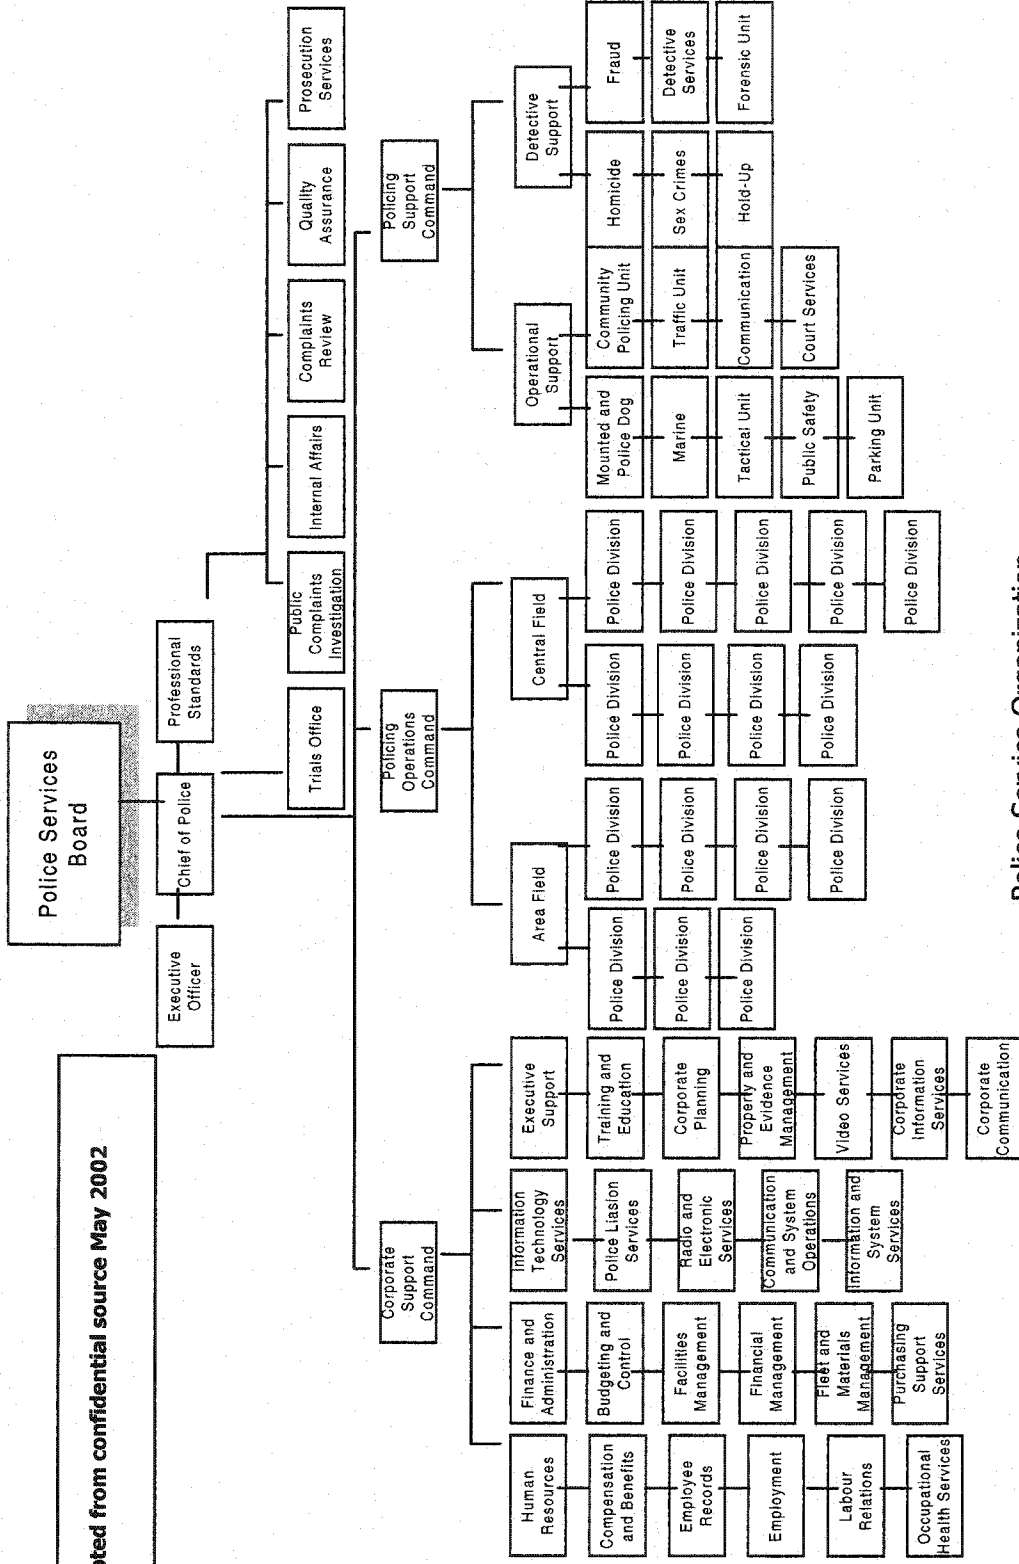 Police Services
Board
Executive
Officer
Chief of Police
Professional
Standards
from confidential source May 2002
Trials Office
Public
Complaints
Investigation
Internal Affairs
Complaints
Review
Quality
Assurance
Prosecution
Services
Corporate
Support
Command
Policing
Operations
Command
Policing
Support
Command
Human
Resources
Compensation
and Benefits
Employee
Records
Employment
Labour
Relations
Occupational
Health Services
Finance and
Administration
Budgeting and
Control
Facilities
Management
Financial
Management
Fleet and
Materials
Management
Purchasing
Support
Services
Information
Technology
Services
Police Liasion
Services
Radio and
Electronic
Services
Communication
and System
Operations
Information and
System
Services
Executive
Support
Training and
Education
Corporate
Planning
Property and
Evidence
Management
Video Services
Corporate
Information
Services
Corporate
Communication
Area Field
Police Division
Police Division
Police Division
Police Division
Police Division
Police Division
Police Division
Central Field
Police Division
Police Division
Police Division
Police Division
Police Division
Police Division
Police Division
Police Division
Police Division
Operational
Support
Mounted and
Police Dog
Marine
Tactical Unit
Public Safety
Parking Unit
Community
Policing Unit
Traffic Unit
Communication
Court Services
Detective
Support
Homicide
Sex Crimes
Hold-Up
Fraud
Detective
Services
Forensic Unit
Police Service Organization